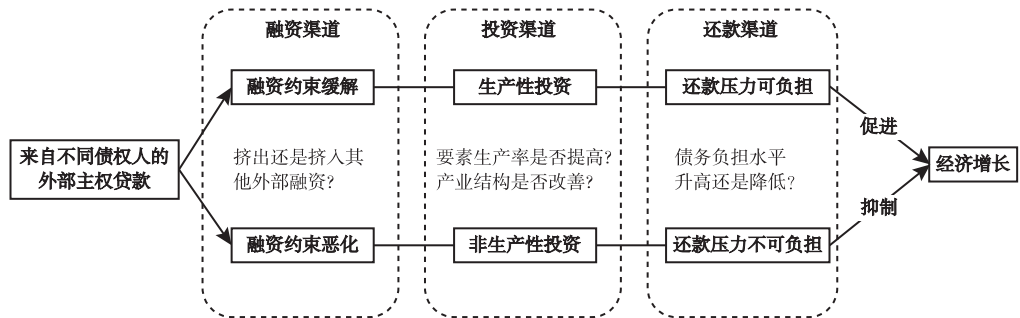 融资渠道
投资渠道
还款渠道
融资约束缓解
生产性投资
还款压力可负担
促进
来自不同债权人的
外部主权贷款
挤出还是挤入其
他外部融资?
要素生产率是否提高?
产业结构是否改善?
债务负担水平
升高还是降低?
经济增长
抑制
融资约束恶化
非生产性投资
还款压力不可负担